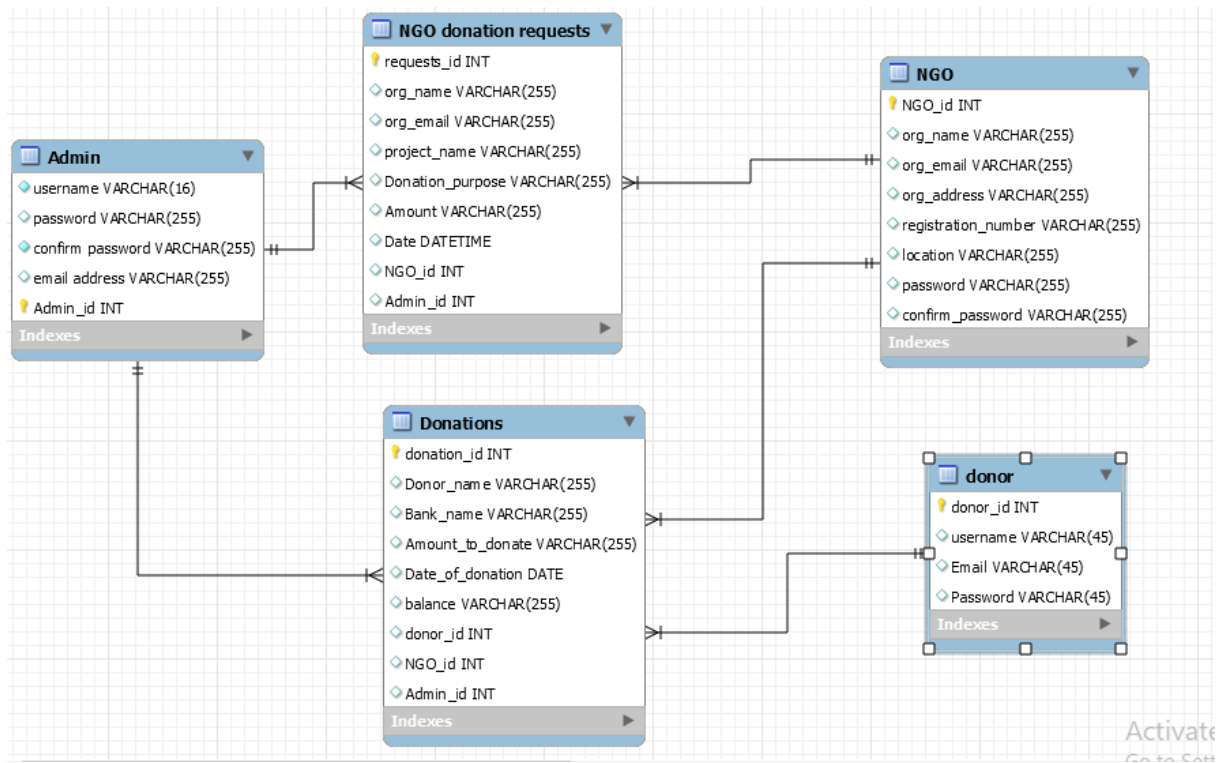 NGO donation requests
requests_id INT
org_name VARCHAR(255)
org_email VARCHAR(255)
project_name VARCHAR(255)
Donation_purpose VARCHAR(255)
Amount VARCHAR(255)
Date DATETIME
NGO_id INT
Admin_id INT
Indexes
NGO
NGO_id INT
org_name VARCHAR(255)
org_email VARCHAR(255)
org_address VARCHAR(255)
registration_number VARCHAR(255)
location VARCHAR(255)
password VARCHAR(255)
confirm_password VARCHAR(255)
Indexes
Admin
username VARCHAR(16)
password VARCHAR(255)
confirm password VARCHAR(255)
email address VARCHAR(255)
Admin_id INT
Indexes
Donations
donation_id INT
Donor_name VARCHAR(255)
Bank_name VARCHAR(255)
Amount_to_donate VARCHAR(255)
Date_of_donation DATE
balance VARCHAR(255)
donor_id INT
NGO_id INT
Admin_id INT
Indexes
donor
donor_id INT
username VARCHAR(45)
Email VARCHAR(45)
Password VARCHAR(45)
Indexes
Activate
Go to Sett